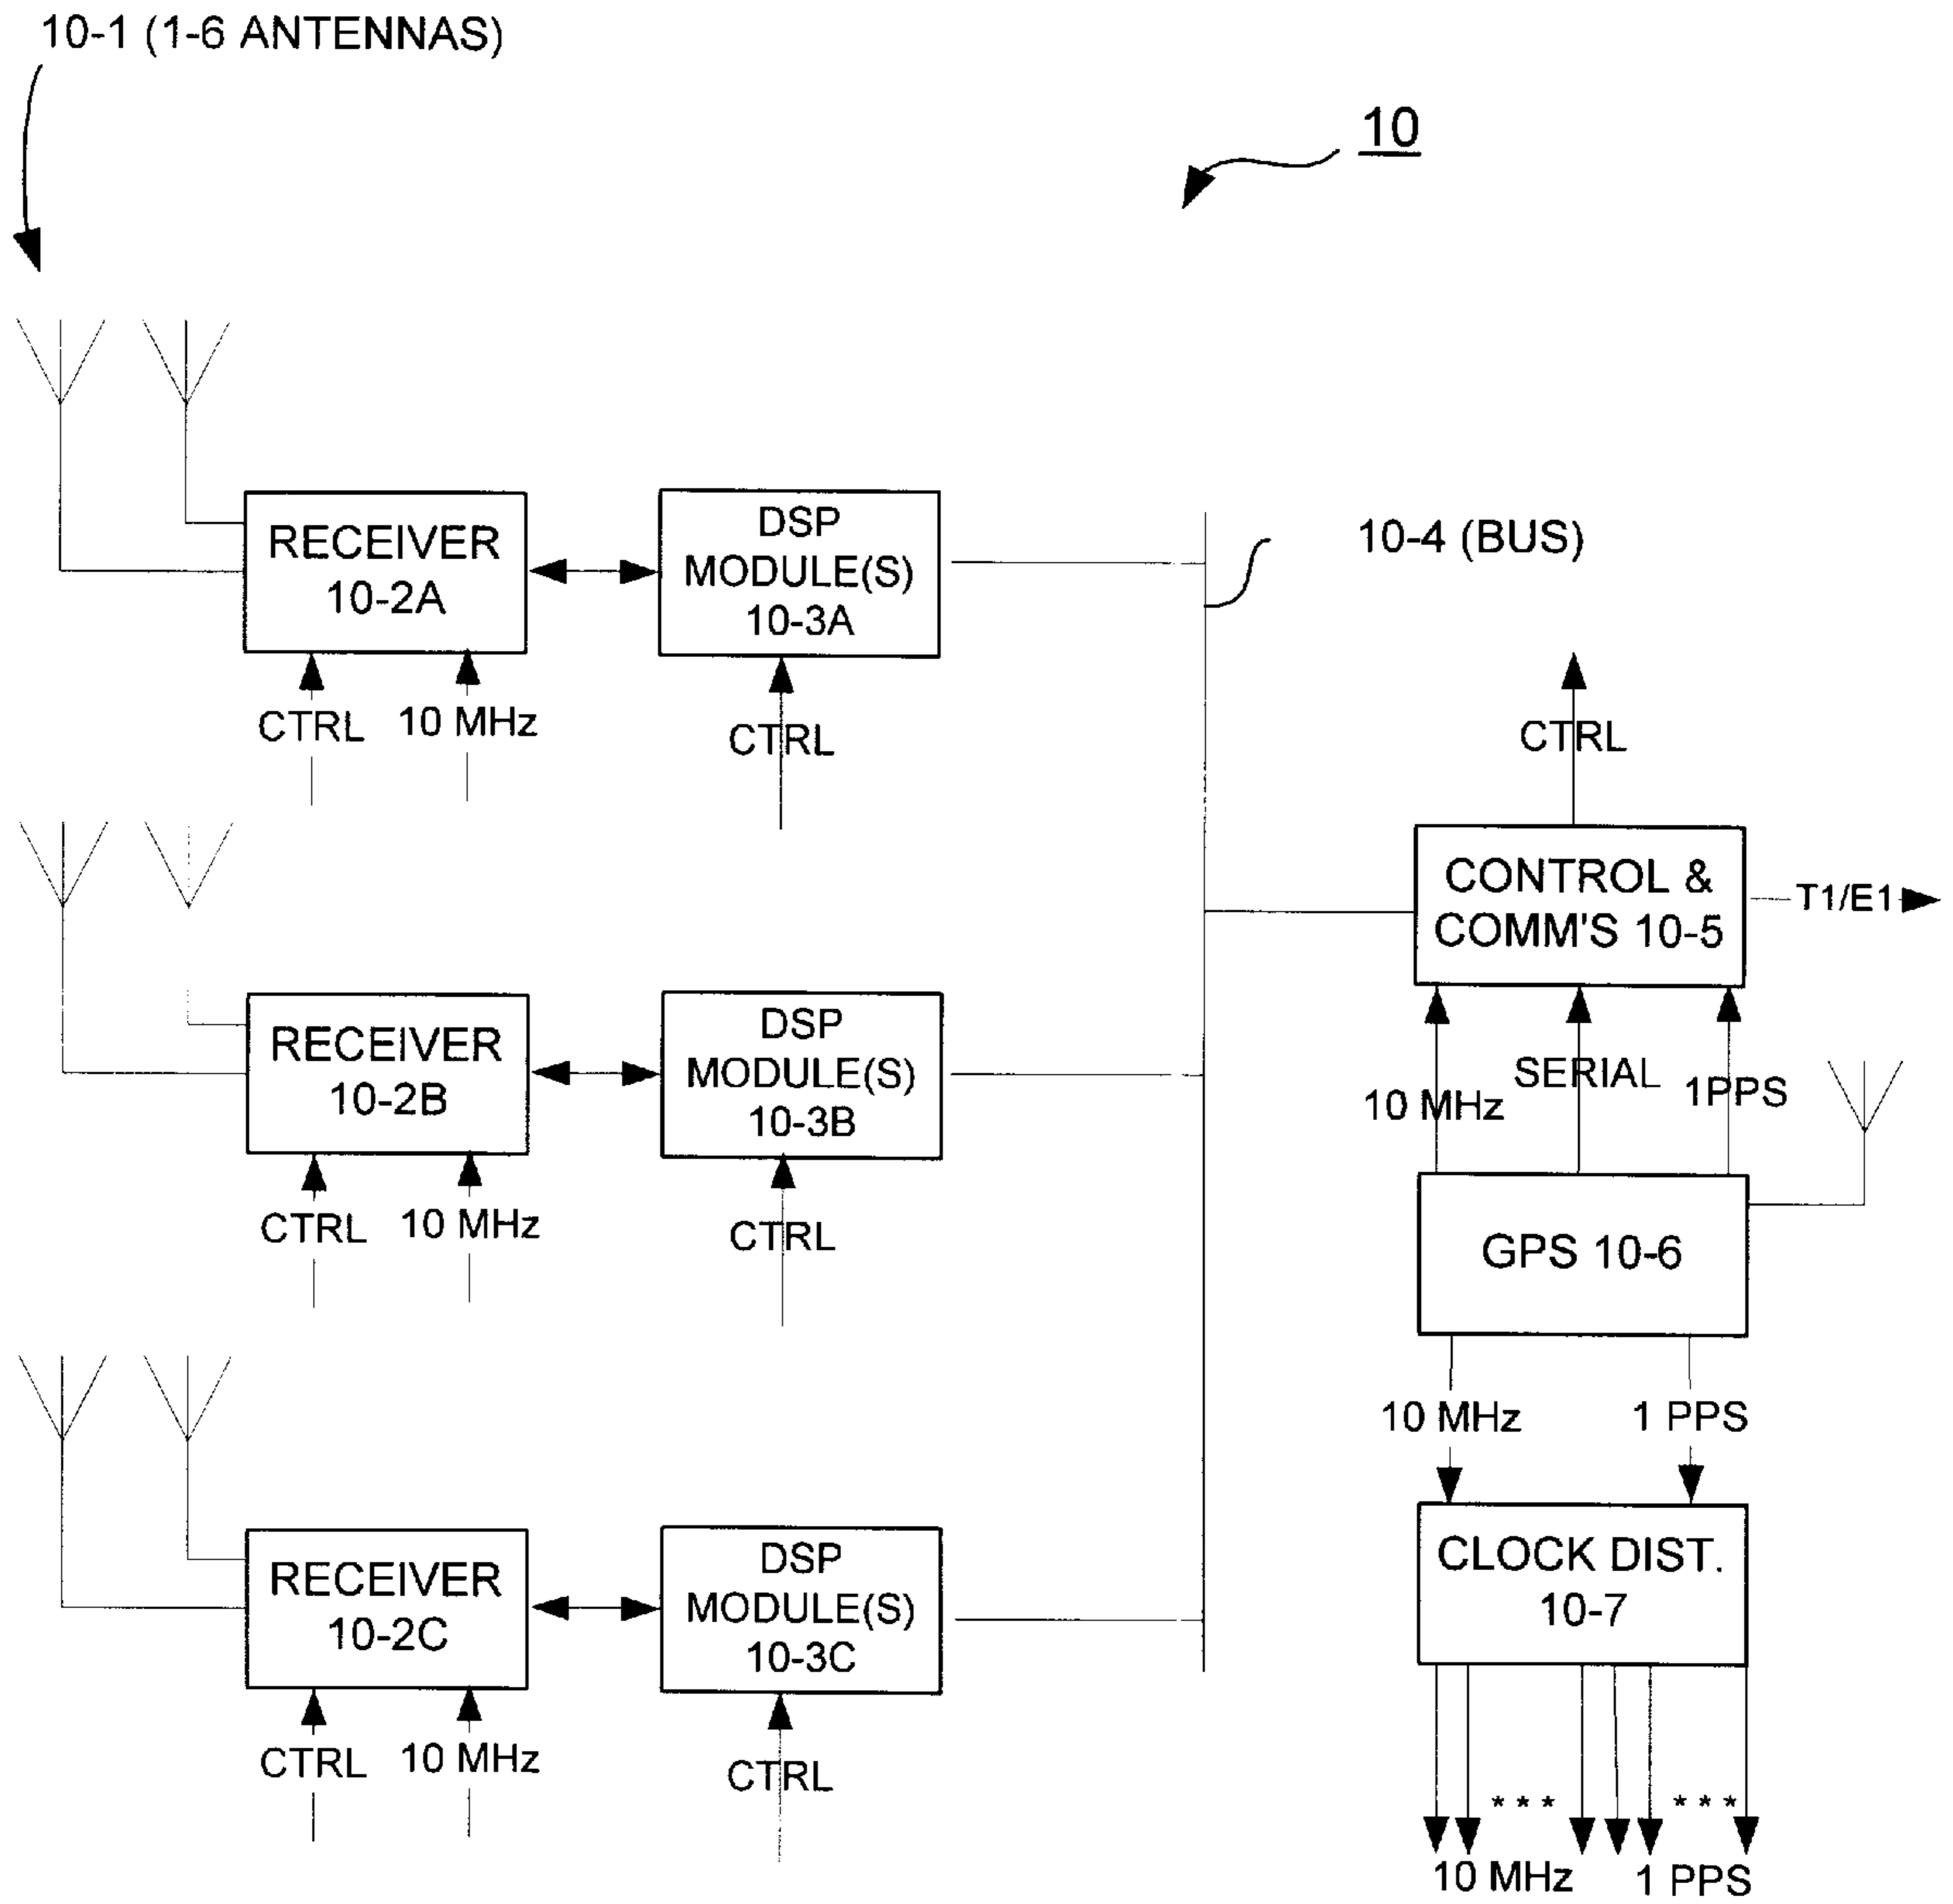 10-1 (1-6 ANTENNAS)
10
RECEIVER
10-2A
DSP
MODULE(S)
10-3A
10-4 (BUS)
CTRL
10 MHz
CTRL
CTRL
CONTROL &
COMM'S 10-5
T1/E1
RECEIVER
10-2B
DSP
MODULE(S)
10-3B
10 MHz
SERIAL
1PPS
CTRL
10 MHz
CTRL
GPS 10-6
10 MHz
1 PPS
RECEIVER
10-2C
DSP
MODULE(S)
10-3C
CLOCK DIST.
10-7
CTRL
10 MHz
CTRL
* * *
* * *
10 MHz
1 PPS